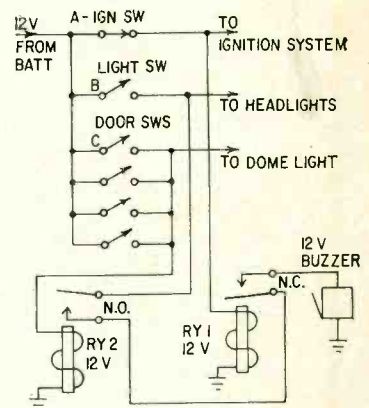 12V
FROM
BATT
A-IGN SW
TO
IGNITION SYSTEM
LIGHT SW
B
TO HEADLIGHTS
DOOR SWS
C
TO DOME LIGHT
12 V
BUZZER
N.C.
N.O.
RY 1
12 V
RY 2
12 V